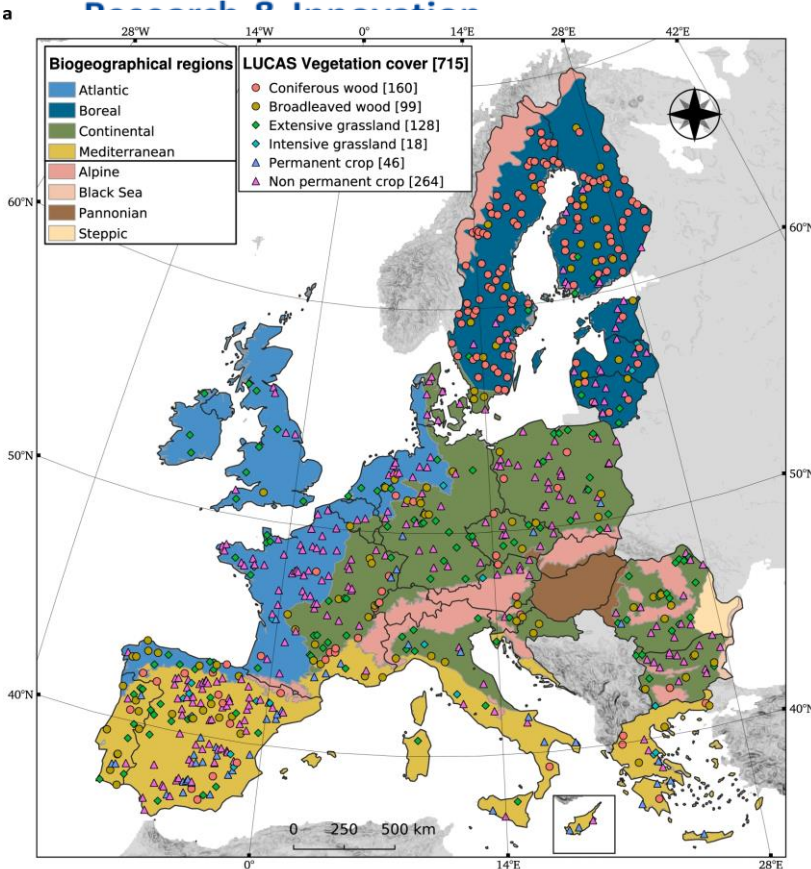 a
Research & Innovation
28°W 14°W 0° 14°E 28°E 42°E
Biogeographical regions
Atlantic
Boreal
Continental
Mediterranean
Alpine
Black Sea
Pannonian
Steppic
LUCAS Vegetation cover [715]
Coniferous wood [160]
Broadleaved wood [99]
Extensive grassland [128]
Intensive grassland [18]
Permanent crop [46]
Non permanent crop [264]
60°N 60°N
50°N 50°N
40°N 40°N
0 250 500 km
0° 14°E 28°E